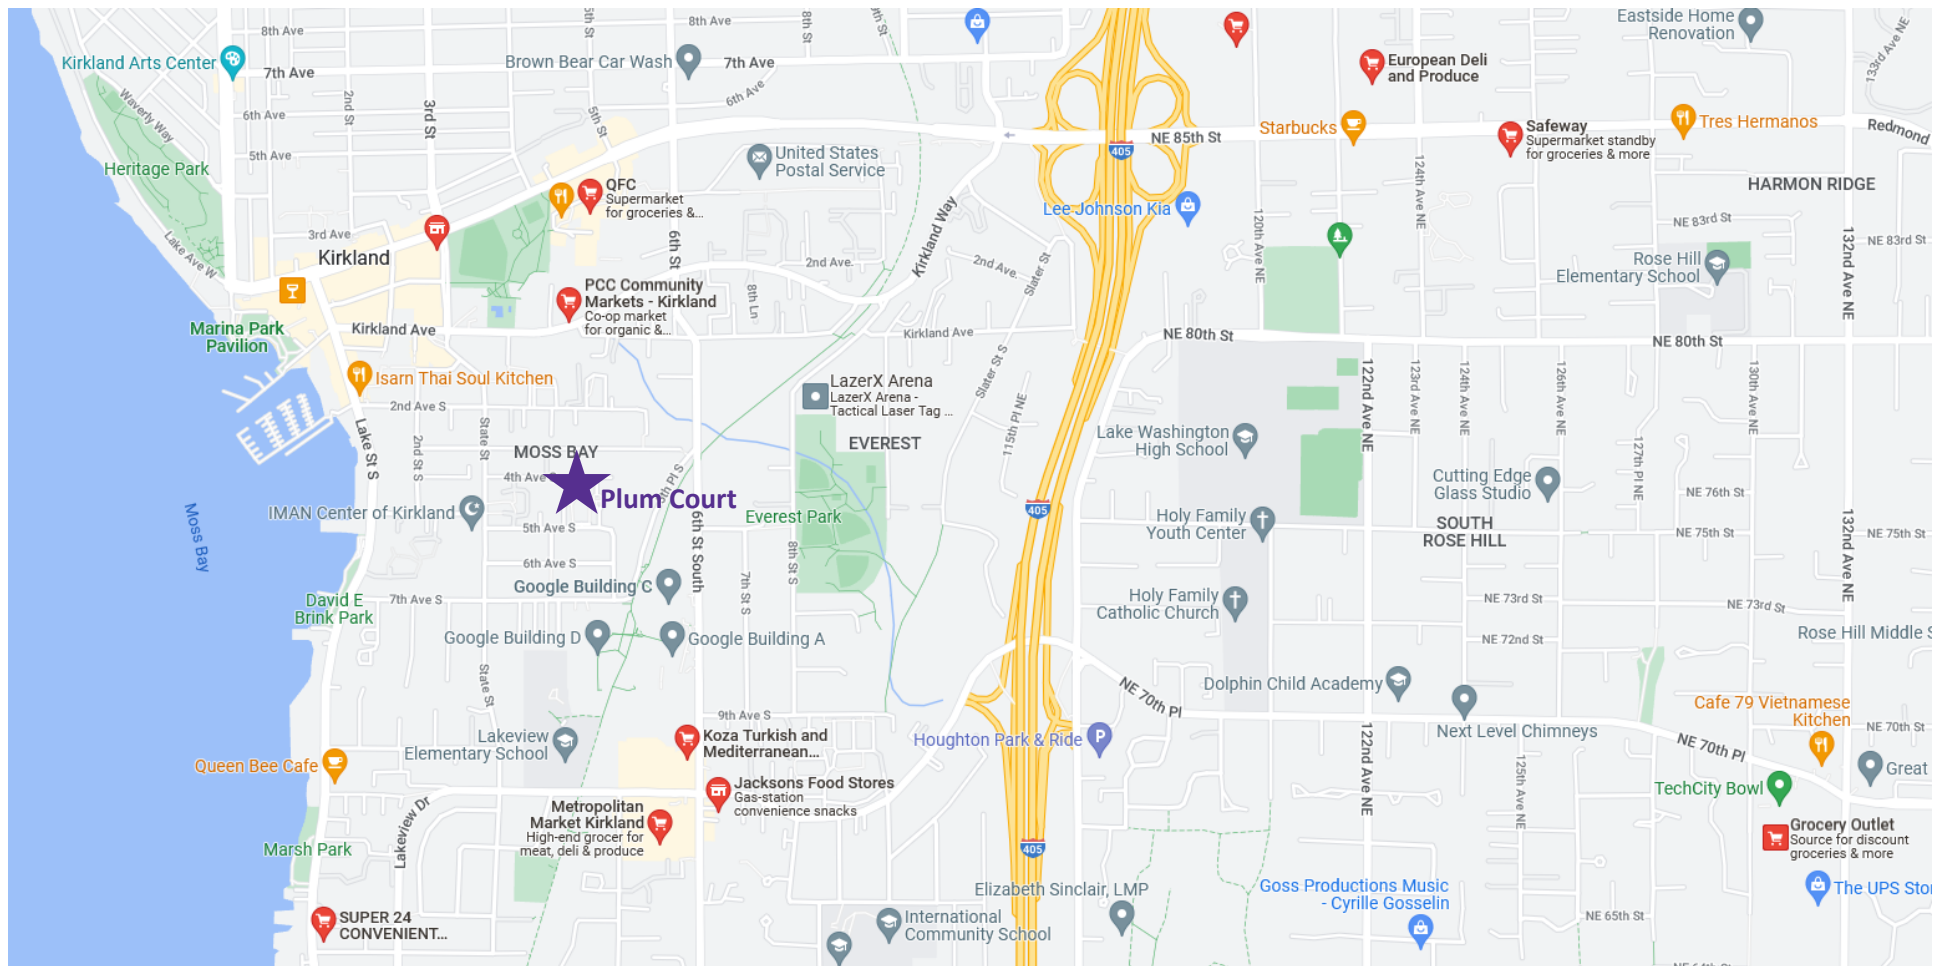 8th Ave
8th Ave
Eastside Home
Renovation
Kirkland Arts Center
7th Ave
Brown Bear Car Wash
7th Ave
5th St
8th St
9th St
133rd Ave NE
European Deli
and Produce
Waverly Way
2nd St
3rd St
6th Ave
6th Ave
5th St
5th Ave
NE 85th St
Starbucks
405
Safeway
Supermarket standby
for groceries & more
Tres Hermanos
Redmond
Heritage Park
United States
Postal Service
124th Ave NE
HARMON RIDGE
QFC
Supermarket
for groceries &...
Lee Johnson Kia
120th Ave NE
NE 83rd St
NE 83rd St
3rd Ave
Lake Ave W
Kirkland
6th St
Kirkland Way
2nd Ave
2nd Ave
Slater St
132nd Ave NE
Rose Hill
Elementary School
PCC Community
Markets - Kirkland
Co-op market
for organic &...
8th Ln
Marina Park
Pavilion
Kirkland Ave
Kirkland Ave
NE 80th St
NE 80th St
Isarn Thai Soul Kitchen
LazerX Arena
LazerX Arena -
Tactical Laser Tag ...
Slater St S
122nd Ave NE
123rd Ave NE
124th Ave NE
126th Ave NE
130th Ave NE
2nd Ave S
Lake St S
2nd St S
State St
MOSS BAY
EVEREST
115th Pl NE
Lake Washington
High School
127th Pl NE
4th Ave S
Plum Court
Cutting Edge
Glass Studio
NE 76th St
IMAN Center of Kirkland
5th Ave S
Everest Park
405
Holy Family
Youth Center
SOUTH
ROSE HILL
NE 75th St
NE 75th St
Moss Bay
6th St South
8th St S
132nd Ave NE
6th Ave S
Google Building C
7th St S
David E
Brink Park
7th Ave S
Holy Family
Catholic Church
NE 73rd St
NE 73rd St
Google Building D
Google Building A
NE 72nd St
Rose Hill Middle S
State St
NE 70th Pl
Dolphin Child Academy
Cafe 79 Vietnamese
Kitchen
9th Ave S
Lakeview
Elementary School
Koza Turkish and
Mediterranean...
Houghton Park & Ride
P
Next Level Chimneys
122nd Ave NE
NE 70th Pl
NE 70th St
Queen Bee Cafe
Great
Jacksons Food Stores
Gas-station
convenience snacks
125th Ave NE
TechCity Bowl
Metropolitan
Market Kirkland
High-end grocer for
meat, deli & produce
Lakeview Dr
Grocery Outlet
Source for discount
groceries & more
Marsh Park
405
Elizabeth Sinclair, LMP
Goss Productions Music
- Cyrille Gosselin
The UPS Sto
SUPER 24
CONVENIENT...
International
Community School
NE 65th St